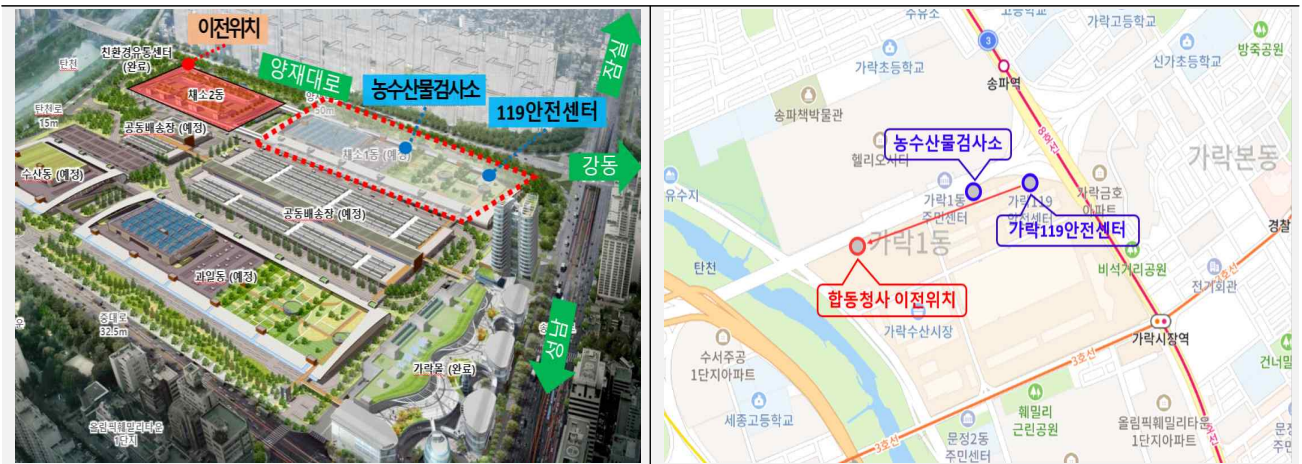 이전위치
친환경유통센터
(완료)
탄천
양재대로
잠실
채소2동
농수산물검사소
119안전센터
탄천로
15m
공동배송장 (예정)
채소1동 (예정)
강동
수산동 (예정)
공동배송장 (예정)
과일동 (예정)
중대로
32.5m
성남
가락몰 (완료)
올림픽훼밀리타운
1단지
수유소
가락고등학교
3
방죽공원
가락초등학교
신가초등학교
송파역
송파책박물관
8호선
농수산물검사소
헬리오시티
가락본동
유수지
가락1동
주민센터
가락119
안전센터
가락금호
아파트
가락119안전센터
경찰
가락1동
탄천
비석거리공원
합동청사 이전위치
전기회관
3호선
가락수산시장
가락시장역
수서주공
1단지아파트
3호선
건너말
훼밀리
근린공원
세종고등학교
올림픽훼밀리타운
1단지아파트
문정2동
주민센터
3호선